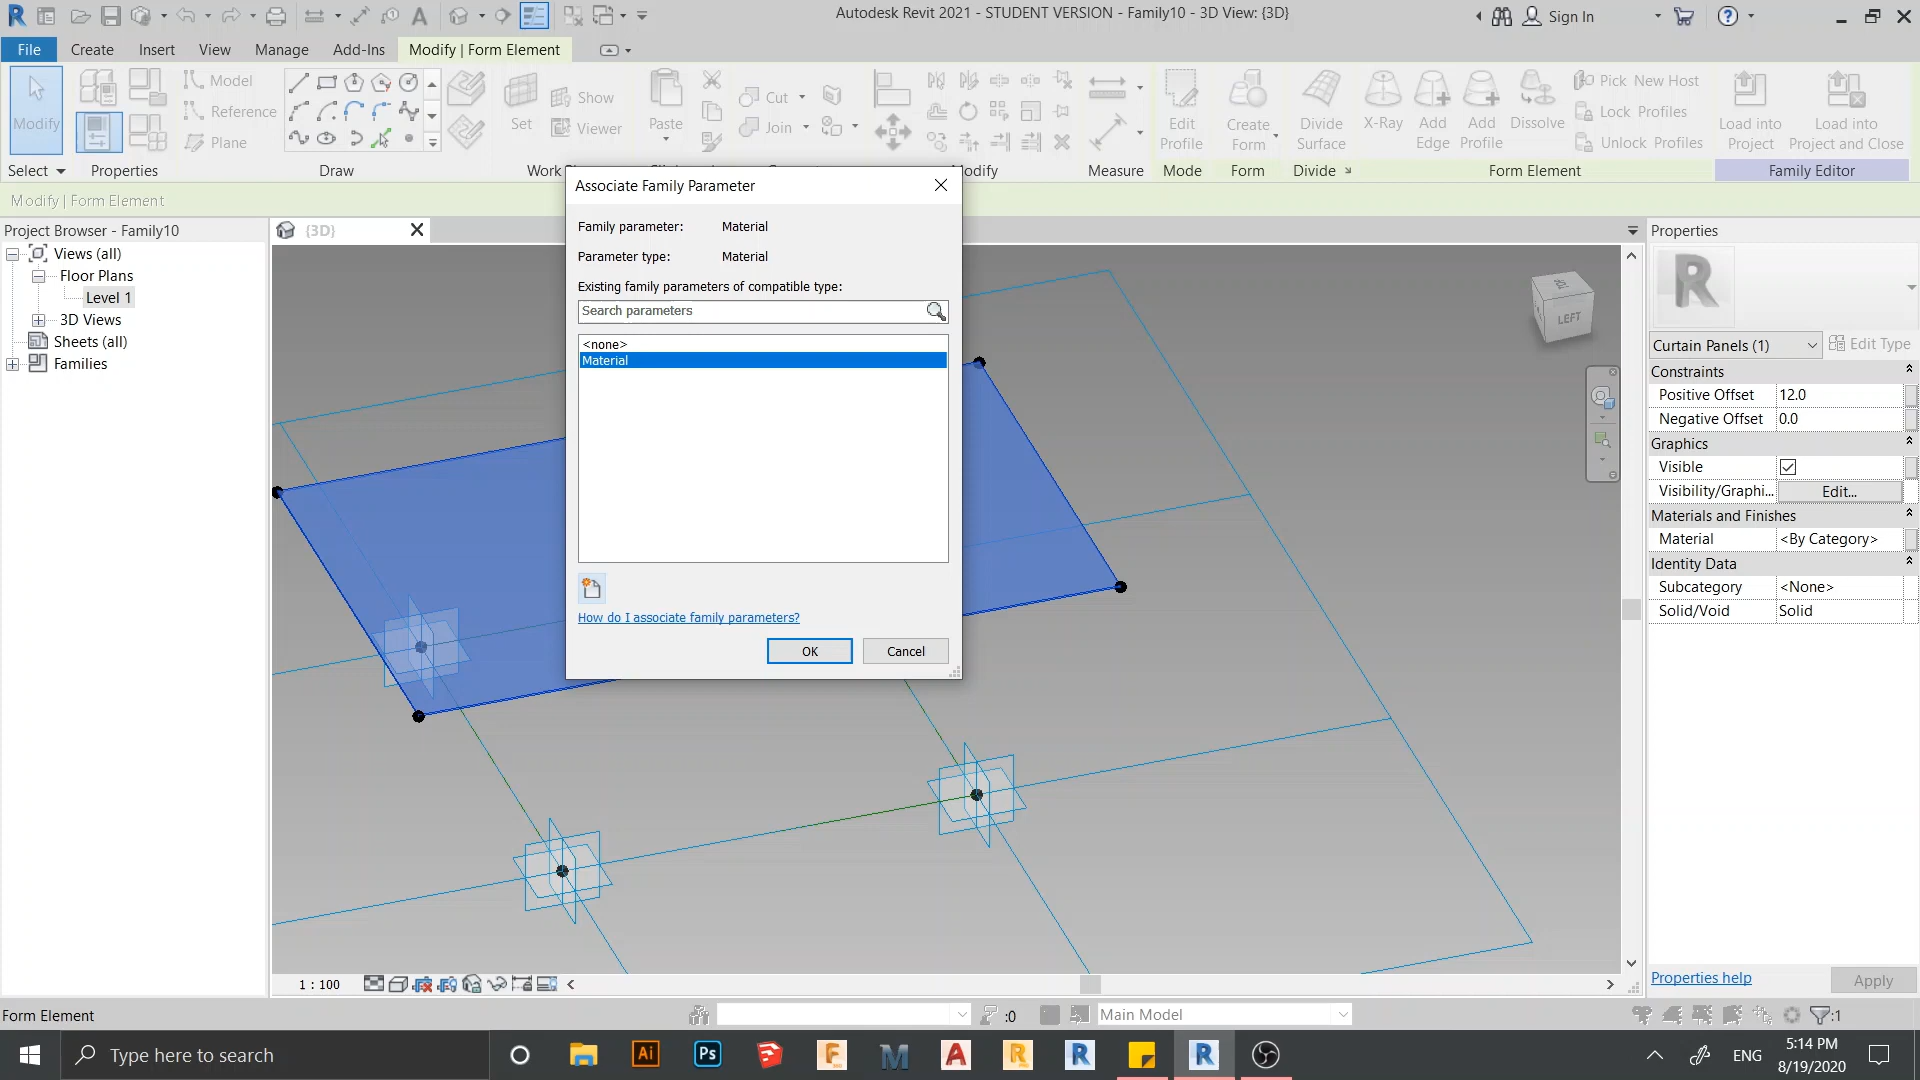 Autodesk Revit 2021 - STUDENT VERSION - Family10 - 3D View: {3D}
Sign In
File
Create
Insert
View
Manage
Add-Ins
Modify | Form Element
Modify
Model
Reference
Plane
Set
Show
Viewer
Paste
Cut
Join
Edit
Profile
Create
Form
Divide
Surface
X-Ray
Add
Edge
Add
Profile
Dissolve
Pick New Host
Lock Profiles
Unlock Profiles
Load into
Project
Load into
Project and Close
Select
Properties
Draw
Work
Measure
Mode
Form
Divide
Form Element
Family Editor
Modify | Form Element
Project Browser - Family10
Views (all)
Floor Plans
Level 1
3D Views
Sheets (all)
Families
{3D}
Associate Family Parameter
Family parameter: Material
Parameter type: Material
Existing family parameters of compatible type:
Search parameters
<none>
Material
How do I associate family parameters?
OK
Cancel
LEFT
Properties
Curtain Panels (1)
Edit Type
Constraints
Positive Offset 12.0
Negative Offset 0.0
Graphics
Visible
Visibility/Graphi... Edit...
Materials and Finishes
Material <By Category>
Identity Data
Subcategory <None>
Solid/Void Solid
Properties help
Apply
1 : 100
Form Element
:0
Main Model
:1
Type here to search
Ai
Ps
ENG
5:14 PM
8/19/2020